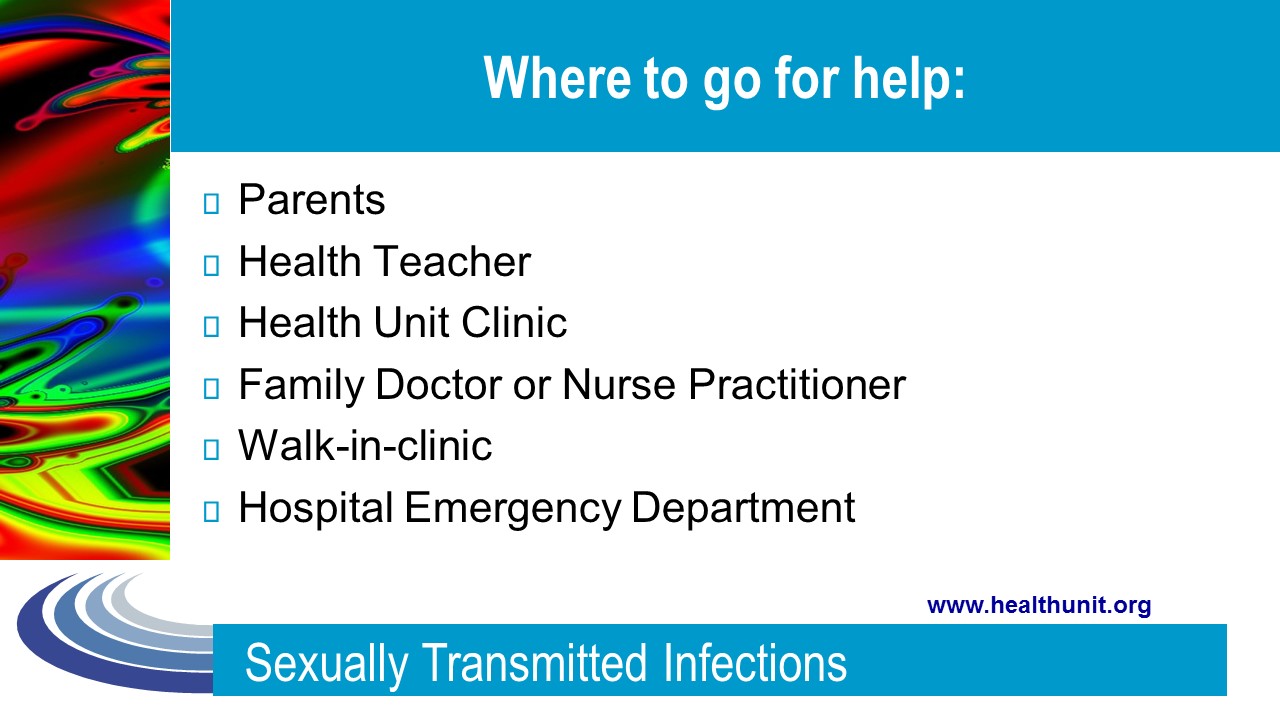 Where to go for help:
Parents
Health Teacher
Health Unit Clinic
Family Doctor or Nurse Practitioner
Walk-in-clinic
Hospital Emergency Department
www.healthunit.org
Sexually Transmitted Infections